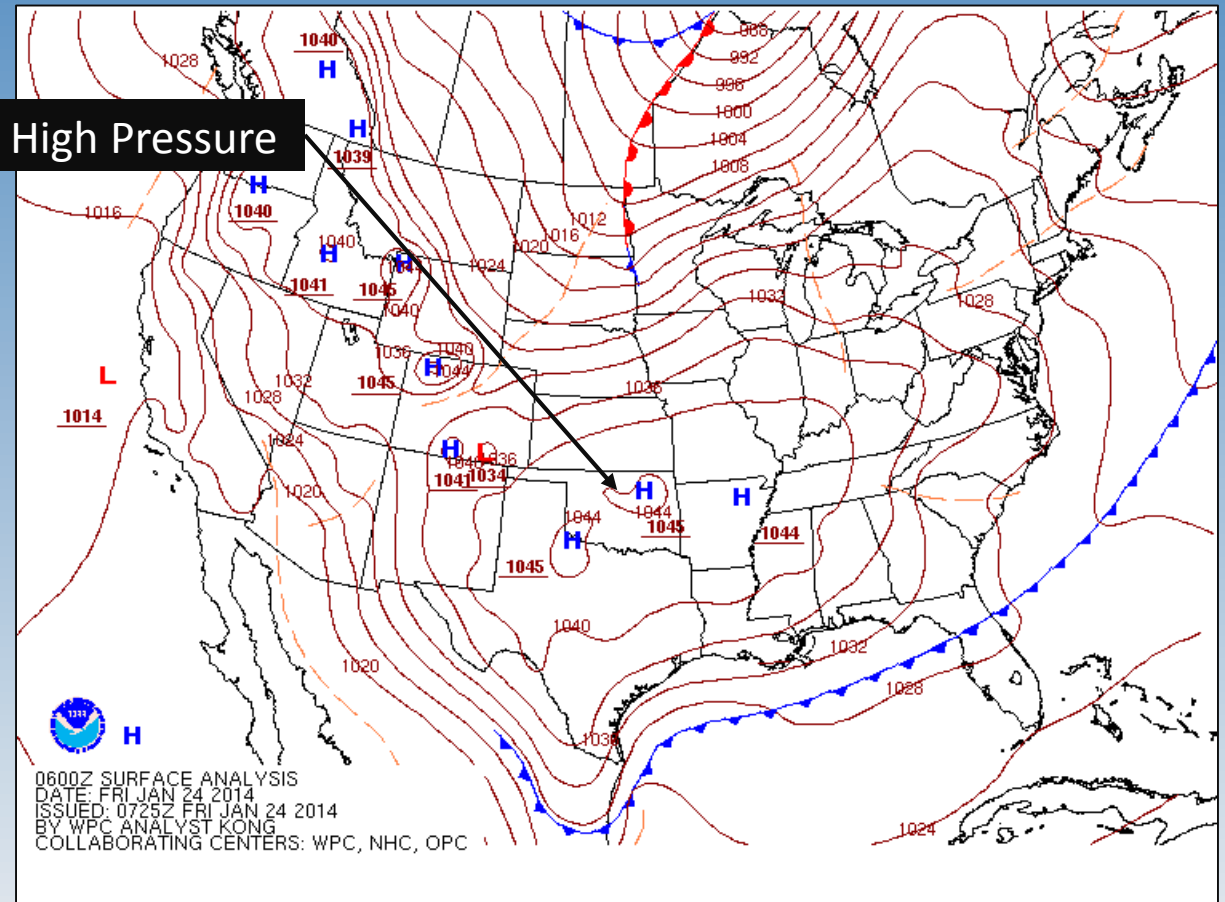 High Pressure
1040
H
1028
H
1039
H
1040
1016
1040
H
1041
H
1045
1040
1012
1016
1020
1024
988
992
996
1000
1004
1008
1033
1028
1036
1040
H
1044
1045
1032
1028
1024
1020
L
1014
H
L
1036
1041
1034
1036
H
1044
1045
H
1044
1044
H
1045
1040
1020
1032
1028
1036
1024
H
0600Z SURFACE ANALYSIS
DATE: FRI JAN 24 2014
ISSUED: 0725Z FRI JAN 24 2014
BY WPC ANALYST KONG
COLLABORATING CENTERS: WPC, NHC, OPC